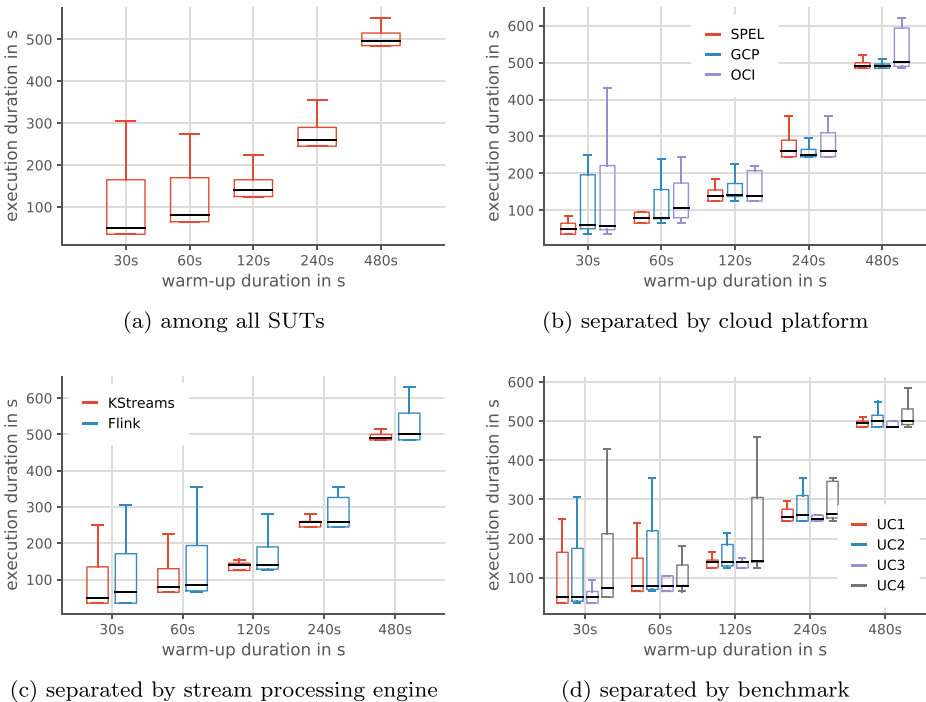 execution duration in s
500
400
300
200
100
30s 60s 120s 240s 480s
warm-up duration in s
(a) among all SUTs
execution duration in s
600
500
400
300
200
100
SPEL
GCP
OCI
30s 60s 120s 240s 480s
warm-up duration in s
(b) separated by cloud platform
execution duration in s
600
500
400
300
200
100
KStreams
Flink
30s 60s 120s 240s 480s
warm-up duration in s
(c) separated by stream processing engine
execution duration in s
600
500
400
300
200
100
UC1
UC2
UC3
UC4
30s 60s 120s 240s 480s
warm-up duration in s
(d) separated by benchmark